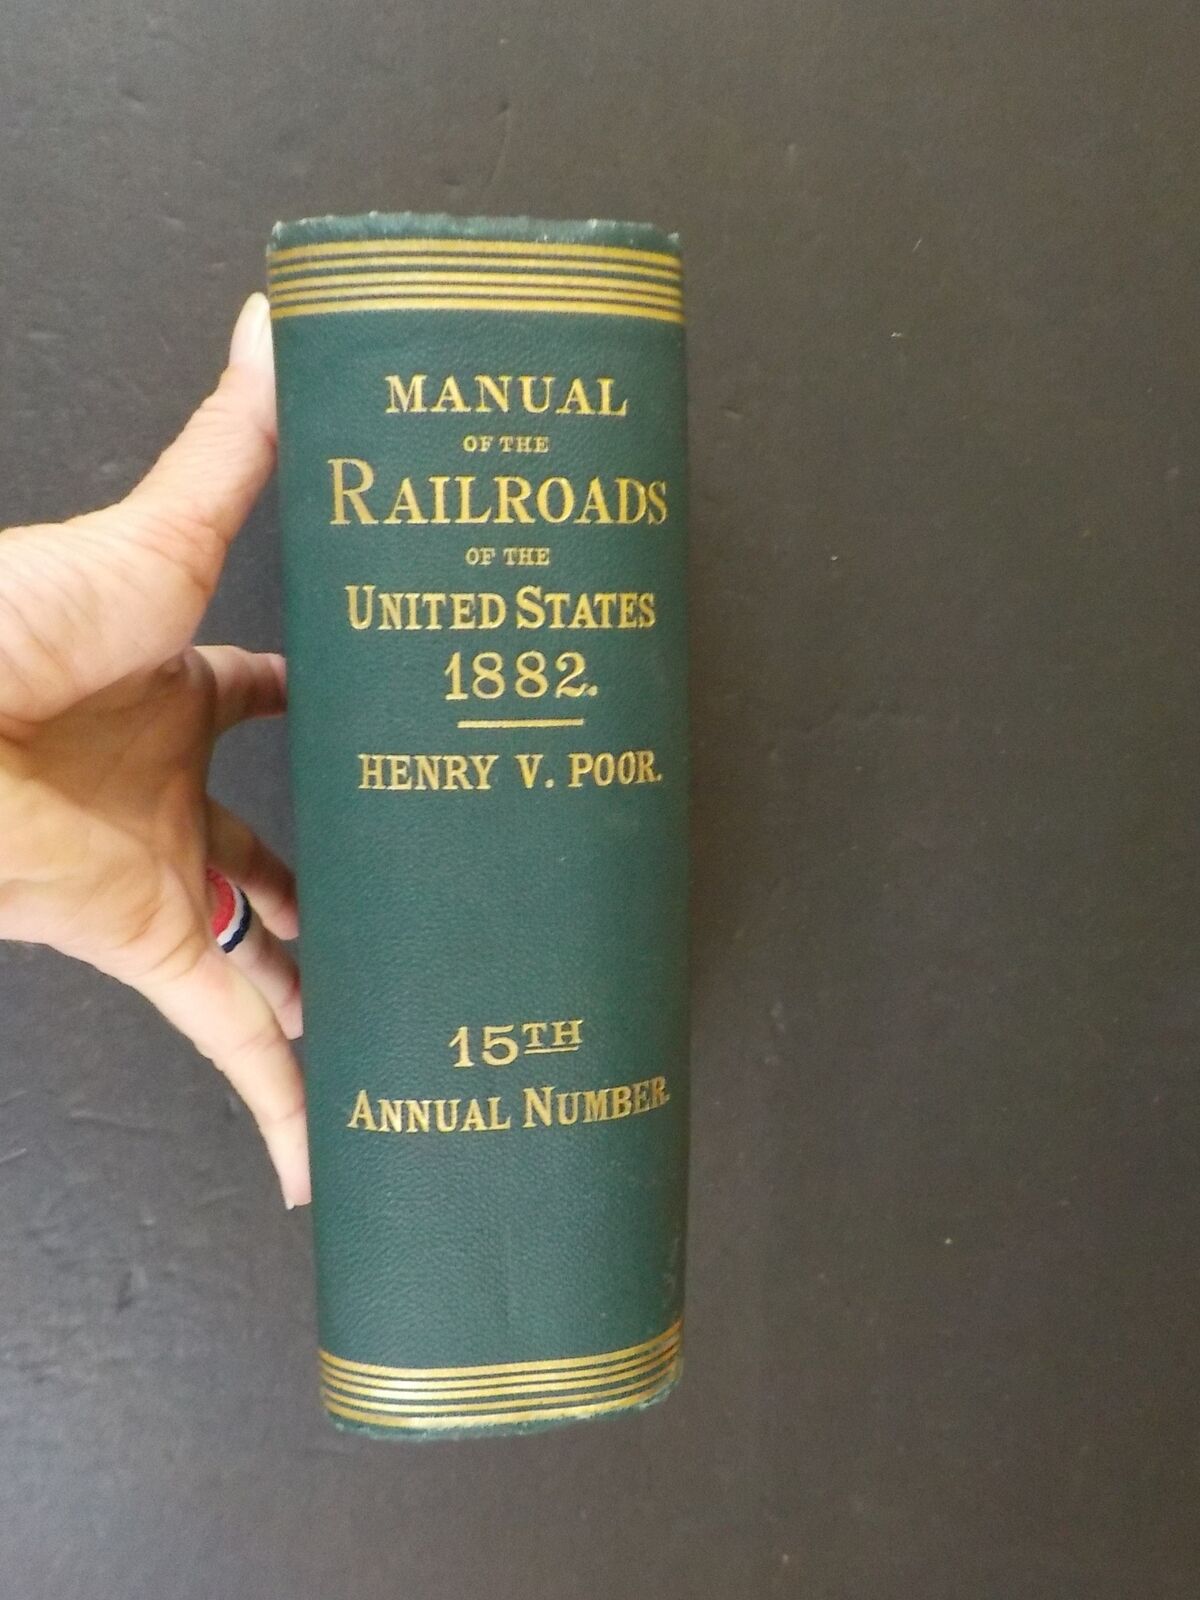 MANUAL
OF THE
RAILROADS
OF THE
UNITED STATES
1882.
HENRY V. POOR.
15TH
ANNUAL NUMBER.